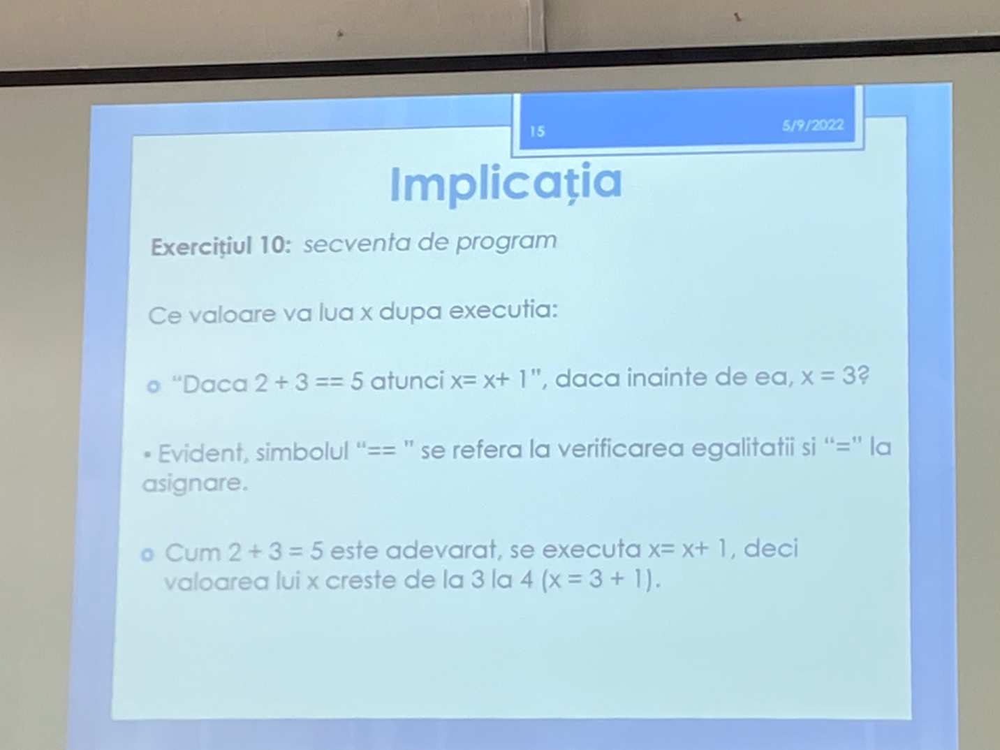 15
5/9/2022
Implicația
Exercițiul 10: secventa de program
Ce valoare va lua x dupa executia:
“Daca 2 + 3 == 5 atunci x= x+ 1”, daca inainte de ea, x = 3?
• Evident, simbolul “== ” se refera la verificarea egalitatii si “=” la
asignare.
Cum 2 + 3 = 5 este adevarat, se executa x= x+ 1, deci
valoarea lui x creste de la 3 la 4 (x = 3 + 1).